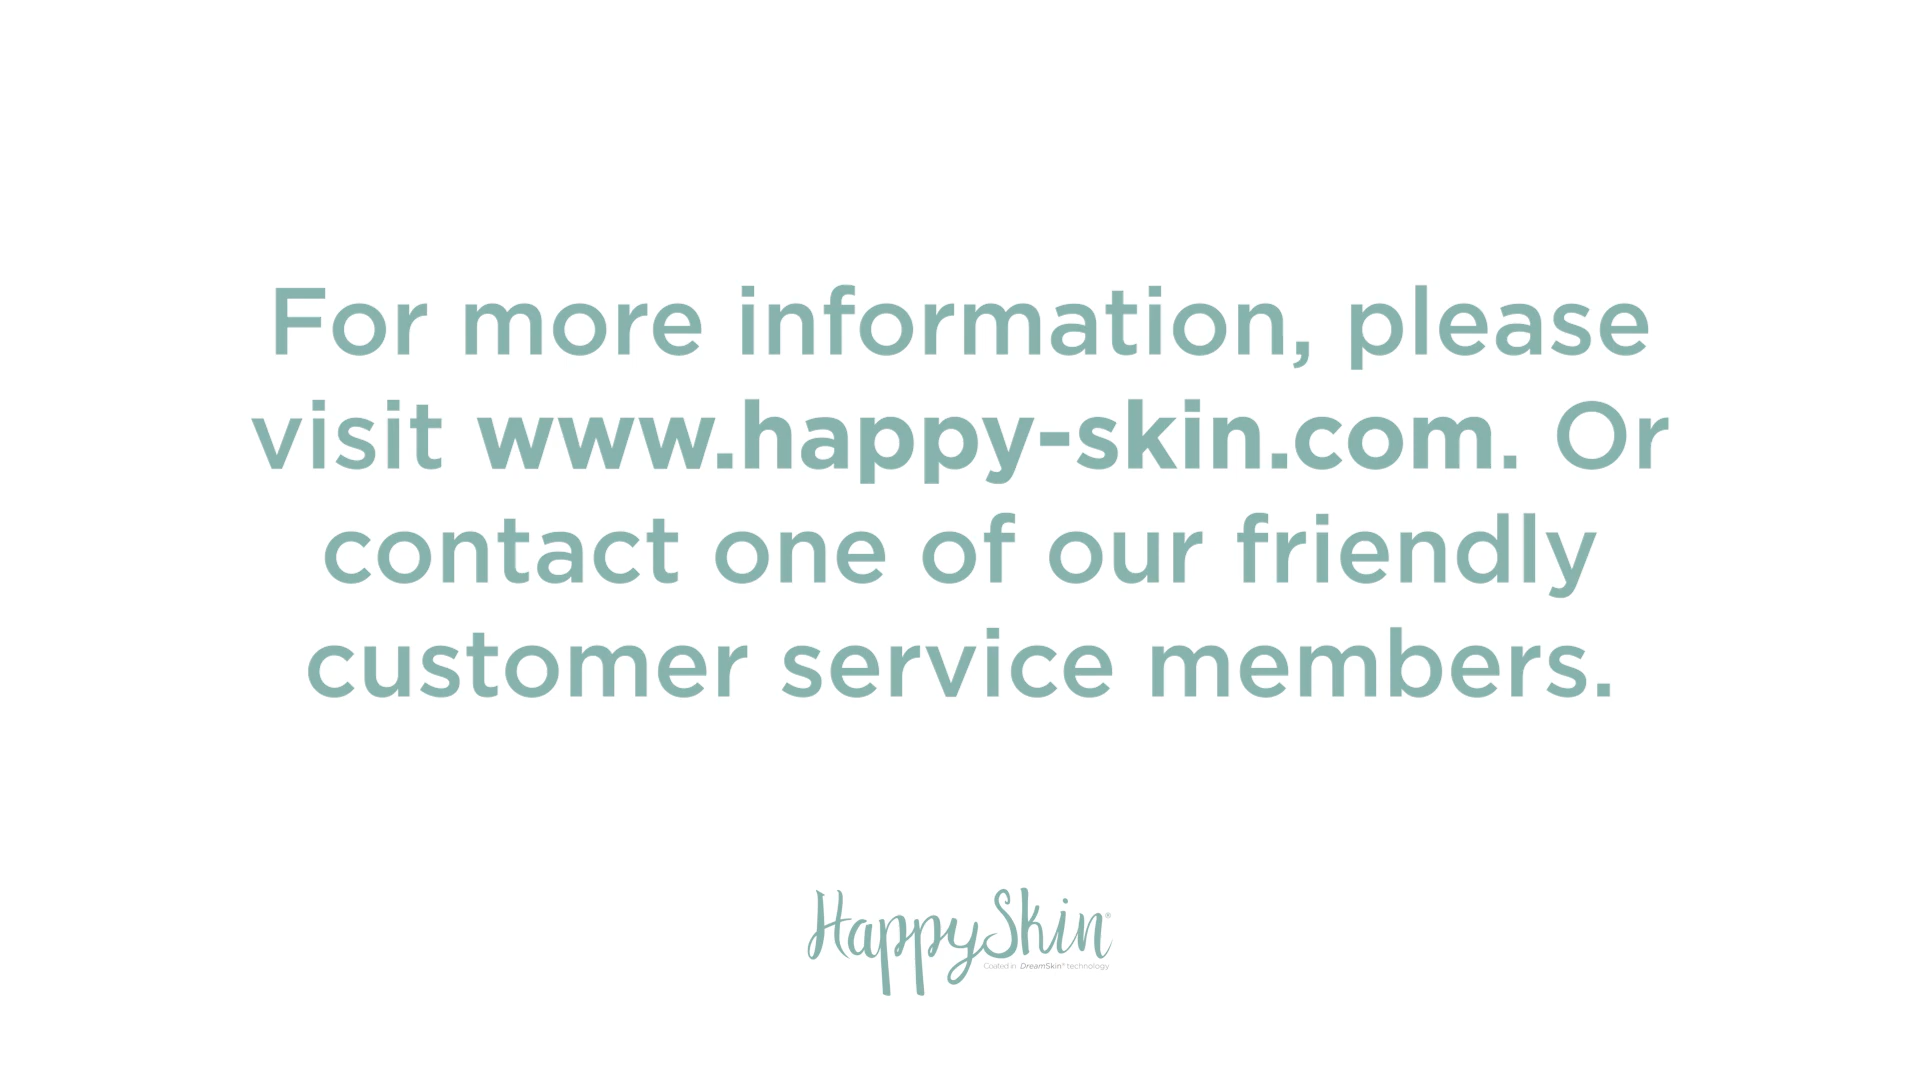 For more information, please
visit www.happy-skin.com. Or
contact one of our friendly
customer service members.
HappySkin®
Coated in DreamSkin® technology